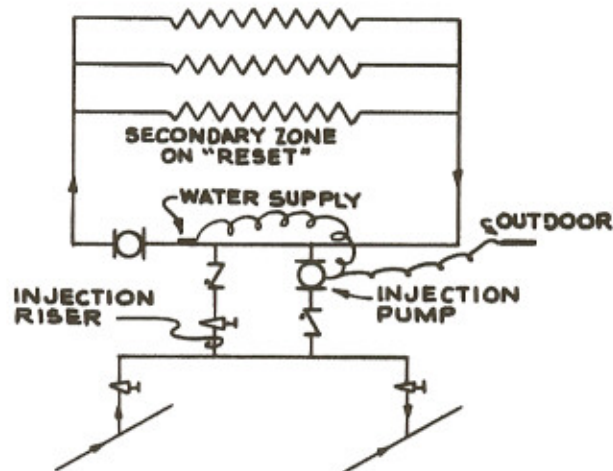 SECONDARY ZONE
ON "RESET"
WATER SUPPLY
OUTDOOR
INJECTION
RISER
INJECTION
PUMP